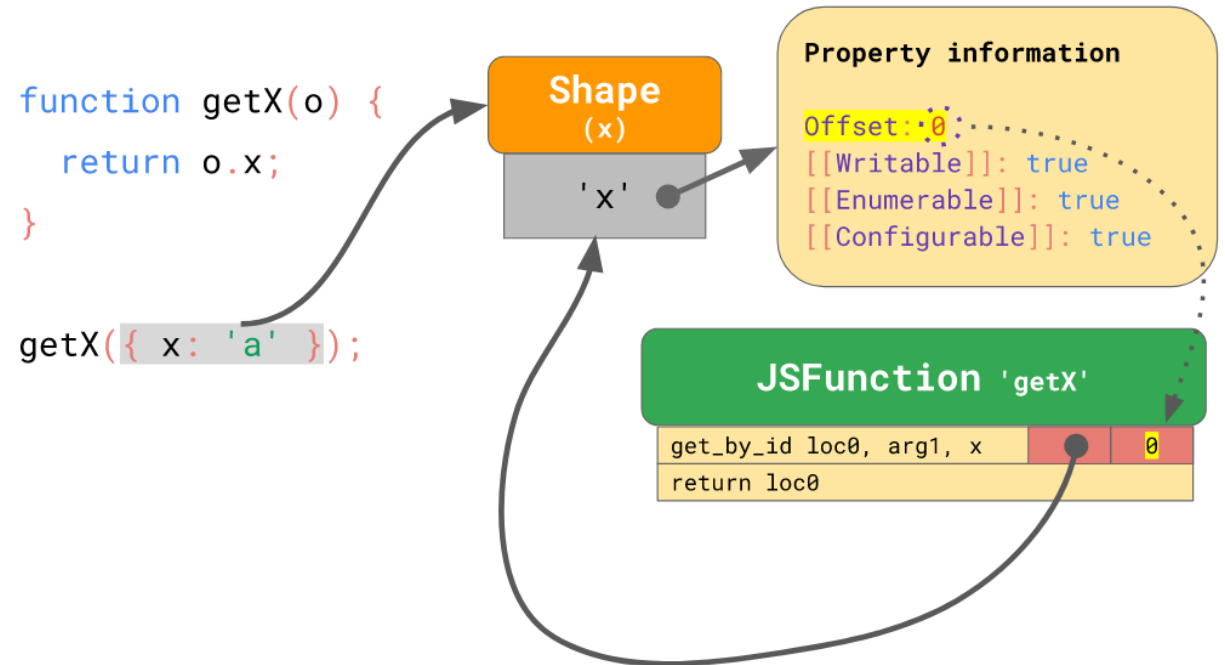 function getX(o) {
return o.x;
}
getX({ x: 'a' });
Shape
(x)
'x'
Property information
Offset: 0
[[Writable]]: true
[[Enumerable]]: true
[[Configurable]]: true
JSFunction 'getX'
get_by_id loc0, arg1, x 0
return loc0